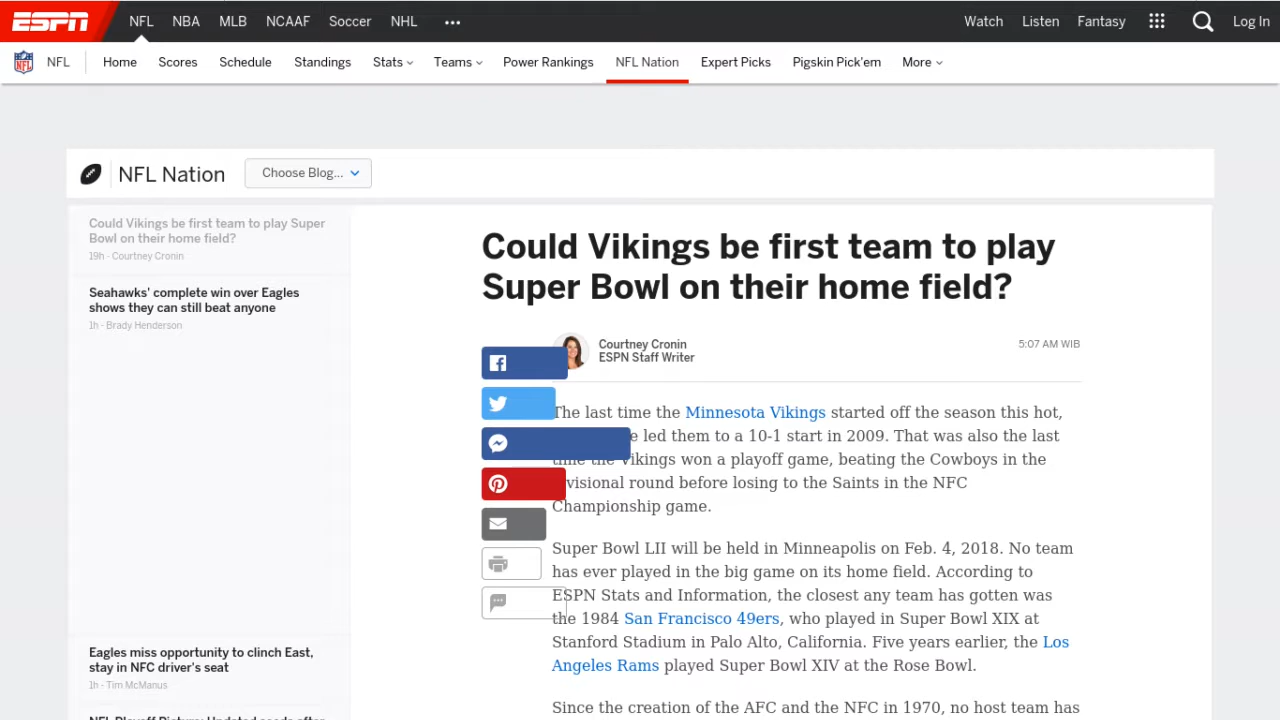 ESPN NFL NBA MLB NCAAF Soccer NHL Watch Listen Fantasy Log In
NFL Home Scores Schedule Standings Stats Teams Power Rankings NFL Nation Expert Picks Pigskin Pick'em More
NFL Nation Choose Blog...
Could Vikings be first team to play Super
Bowl on their home field?
19h - Courtney Cronin
Seahawks' complete win over Eagles
shows they can still beat anyone
1h - Brady Henderson
Eagles miss opportunity to clinch East,
stay in NFC driver's seat
1h - Tim McManus
NFL Playoff Picture: Updated seeds after
Could Vikings be first team to play
Super Bowl on their home field?
Courtney Cronin
ESPN Staff Writer
5:07 AM WIB
The last time the Minnesota Vikings started off the season this hot,
led them to a 10-1 start in 2009. That was also the last
time the Vikings won a playoff game, beating the Cowboys in the
divisional round before losing to the Saints in the NFC
Championship game.
Super Bowl LII will be held in Minneapolis on Feb. 4, 2018. No team
has ever played in the big game on its home field. According to
ESPN Stats and Information, the closest any team has gotten was
the 1984 San Francisco 49ers, who played in Super Bowl XIX at
Stanford Stadium in Palo Alto, California. Five years earlier, the Los
Angeles Rams played Super Bowl XIV at the Rose Bowl.
Since the creation of the AFC and the NFC in 1970, no host team has